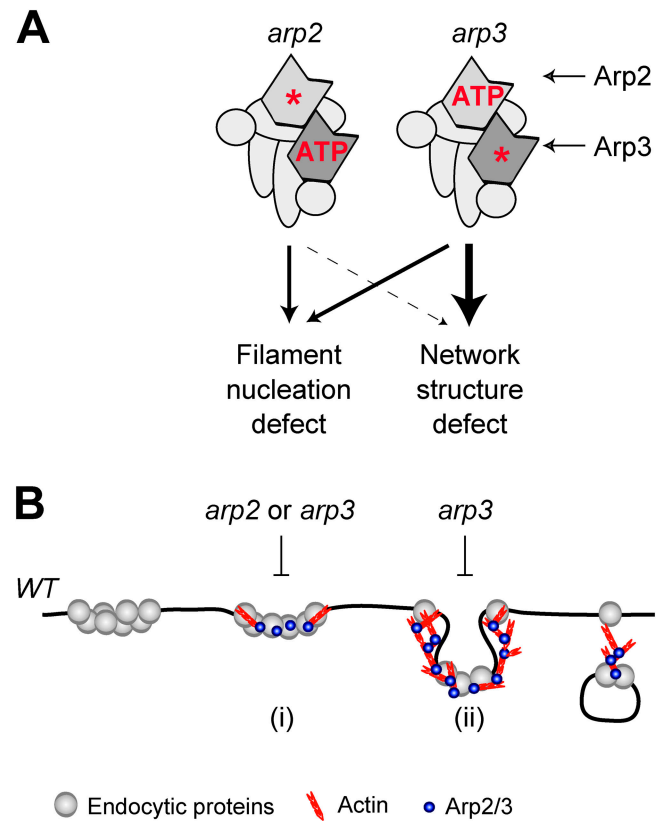 A
arp2 arp3
* ATP
ATP *
Arp2
Arp3
Filament
nucleation
defect
Network
structure
defect
B
arp2 or arp3 arp3
WT
(i) (ii)
Endocytic proteins Actin Arp2/3